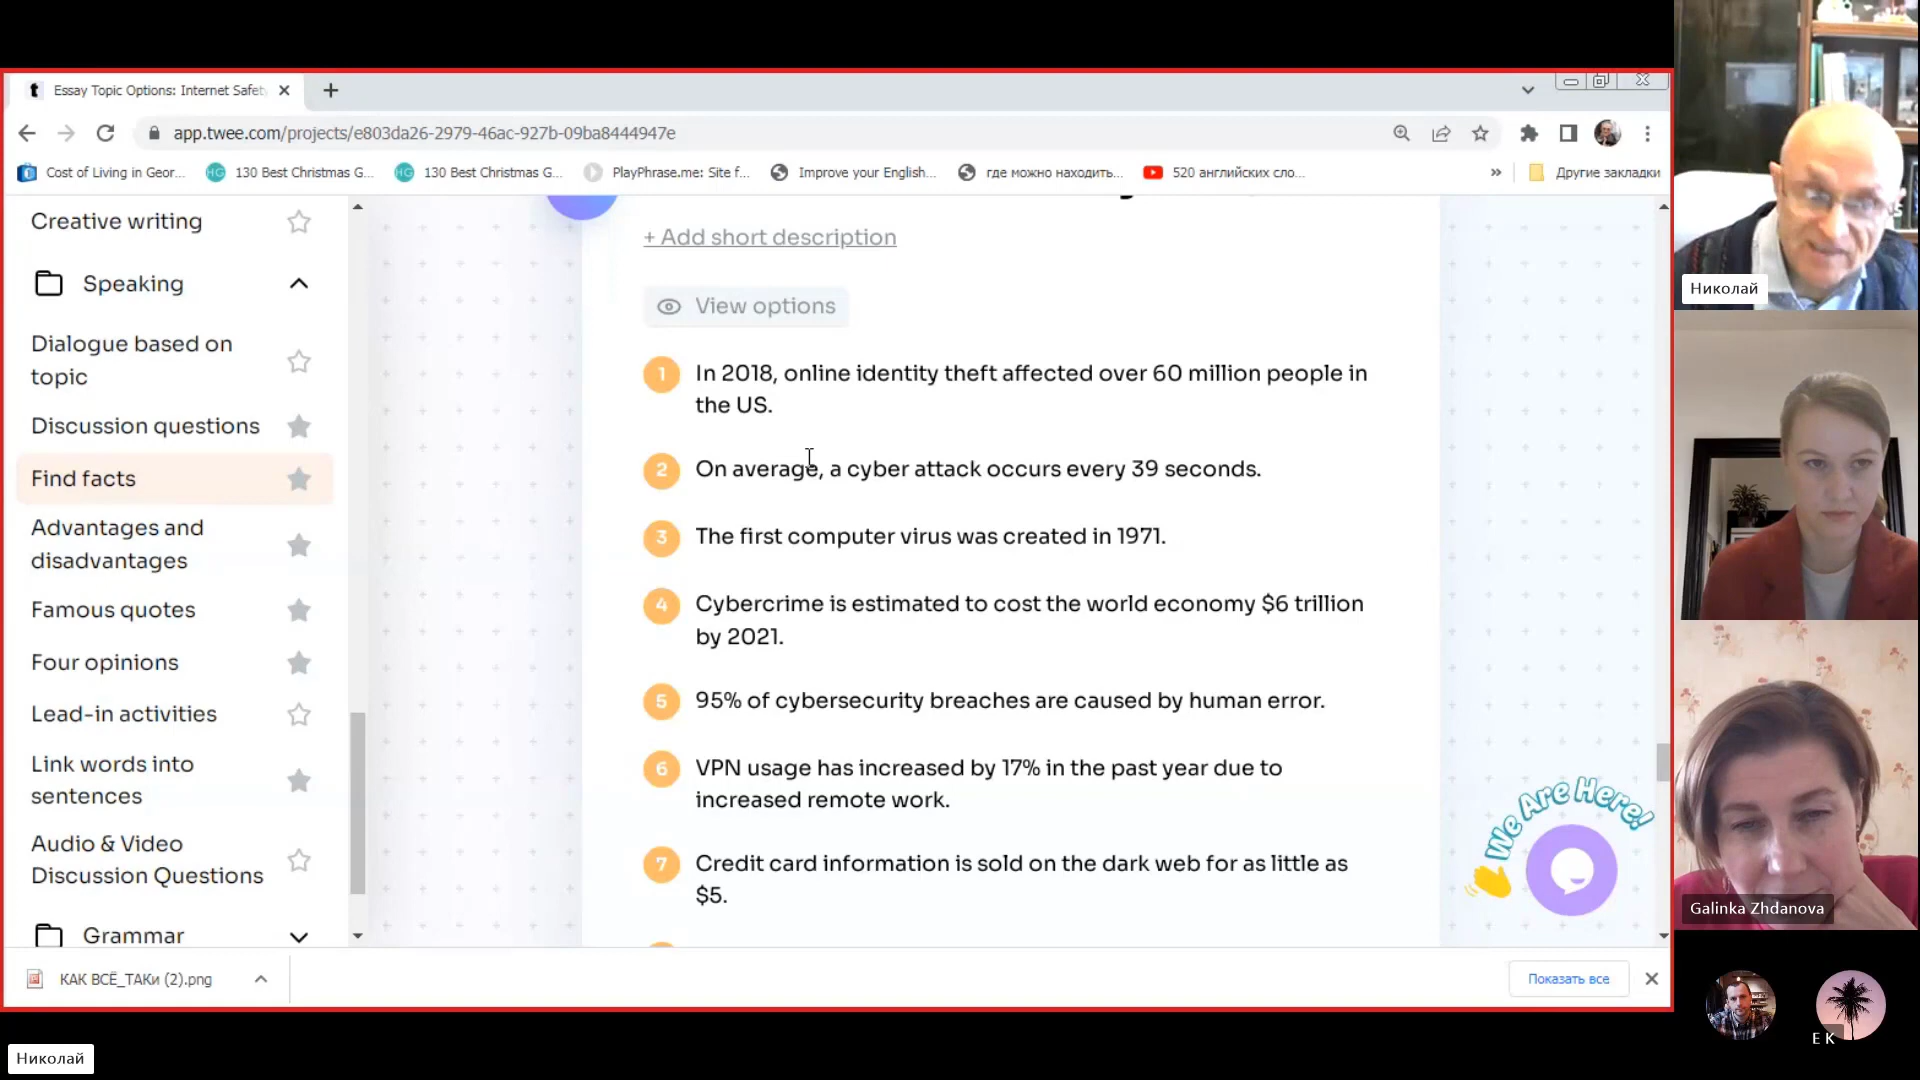 Essay Topic Options: Internet Safet
app.twee.com/projects/e803da26-2979-46ac-927b-09ba8444947e
Cost of Living in Geor...
HG
130 Best Christmas G...
HG
130 Best Christmas G...
PlayPhrase.me: Site f...
Improve your English...
где можно находить...
520 английских сло...
»
Другие закладки
Creative writing
Speaking
Dialogue based on
topic
Discussion questions
Find facts
Advantages and
disadvantages
Famous quotes
Four opinions
Lead-in activities
Link words into
sentences
Audio & Video
Discussion Questions
Grammar
+ Add short description
View options
1 In 2018, online identity theft affected over 60 million people in
the US.
2 On average, a cyber attack occurs every 39 seconds.
3 The first computer virus was created in 1971.
4 Cybercrime is estimated to cost the world economy $6 trillion
by 2021.
5 95% of cybersecurity breaches are caused by human error.
6 VPN usage has increased by 17% in the past year due to
increased remote work.
7 Credit card information is sold on the dark web for as little as
$5.
We Are Here!
КАК ВСЁ_ТАКи (2).png
Показать все
Николай
Galinka Zhdanova
E K
Николай